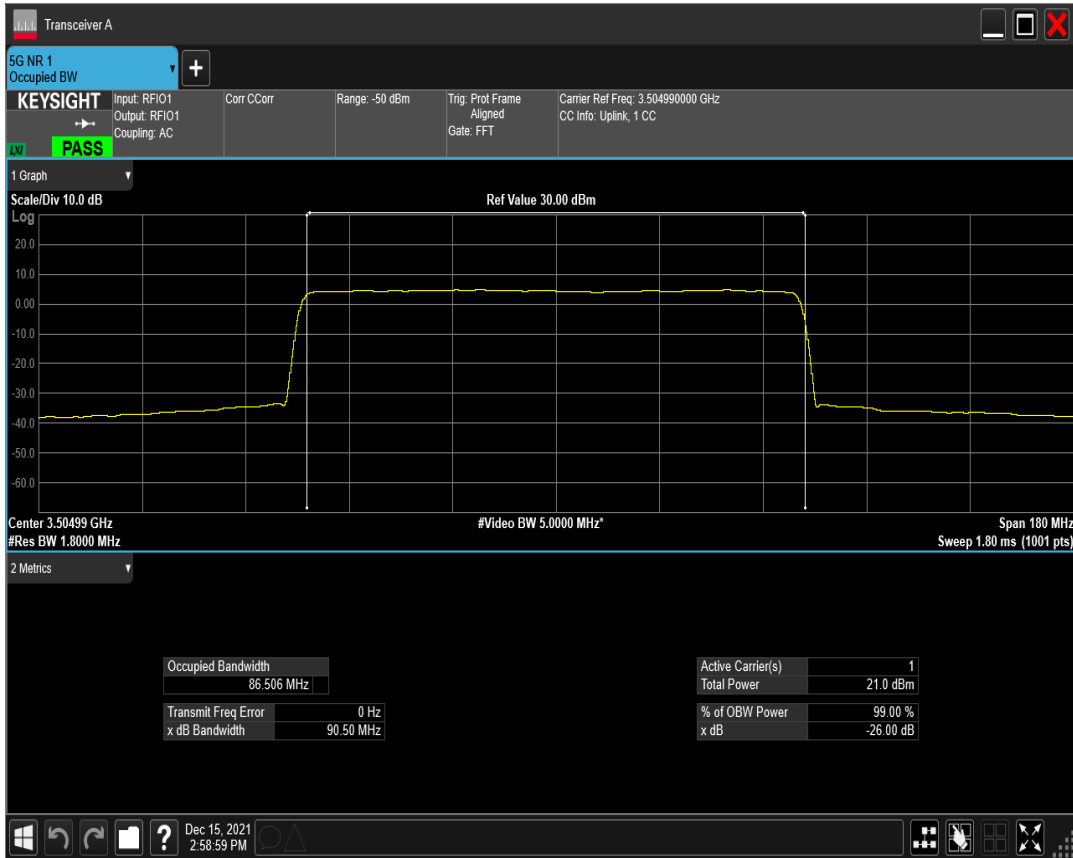 Transceiver A
5G NR 1
Occupied BW
KEYSIGHT
LXI
PASS
Input: RFIO1
Output: RFIO1
Coupling: AC
Corr CCorr
Range: -50 dBm
Trig: Prot Frame
Aligned
Gate: FFT
Carrier Ref Freq: 3.504990000 GHz
CC Info: Uplink, 1 CC
1 Graph
Scale/Div 10.0 dB
Ref Value 30.00 dBm
Log
20.0
10.0
0.00
-10.0
-20.0
-30.0
-40.0
-50.0
-60.0
Center 3.50499 GHz
#Video BW 5.0000 MHz*
Span 180 MHz
#Res BW 1.8000 MHz
Sweep 1.80 ms (1001 pts)
2 Metrics
Occupied Bandwidth
86.506 MHz
Transmit Freq Error 0 Hz
x dB Bandwidth 90.50 MHz
Active Carrier(s) 1
Total Power 21.0 dBm
% of OBW Power 99.00 %
x dB -26.00 dB
Dec 15, 2021
2:58:59 PM